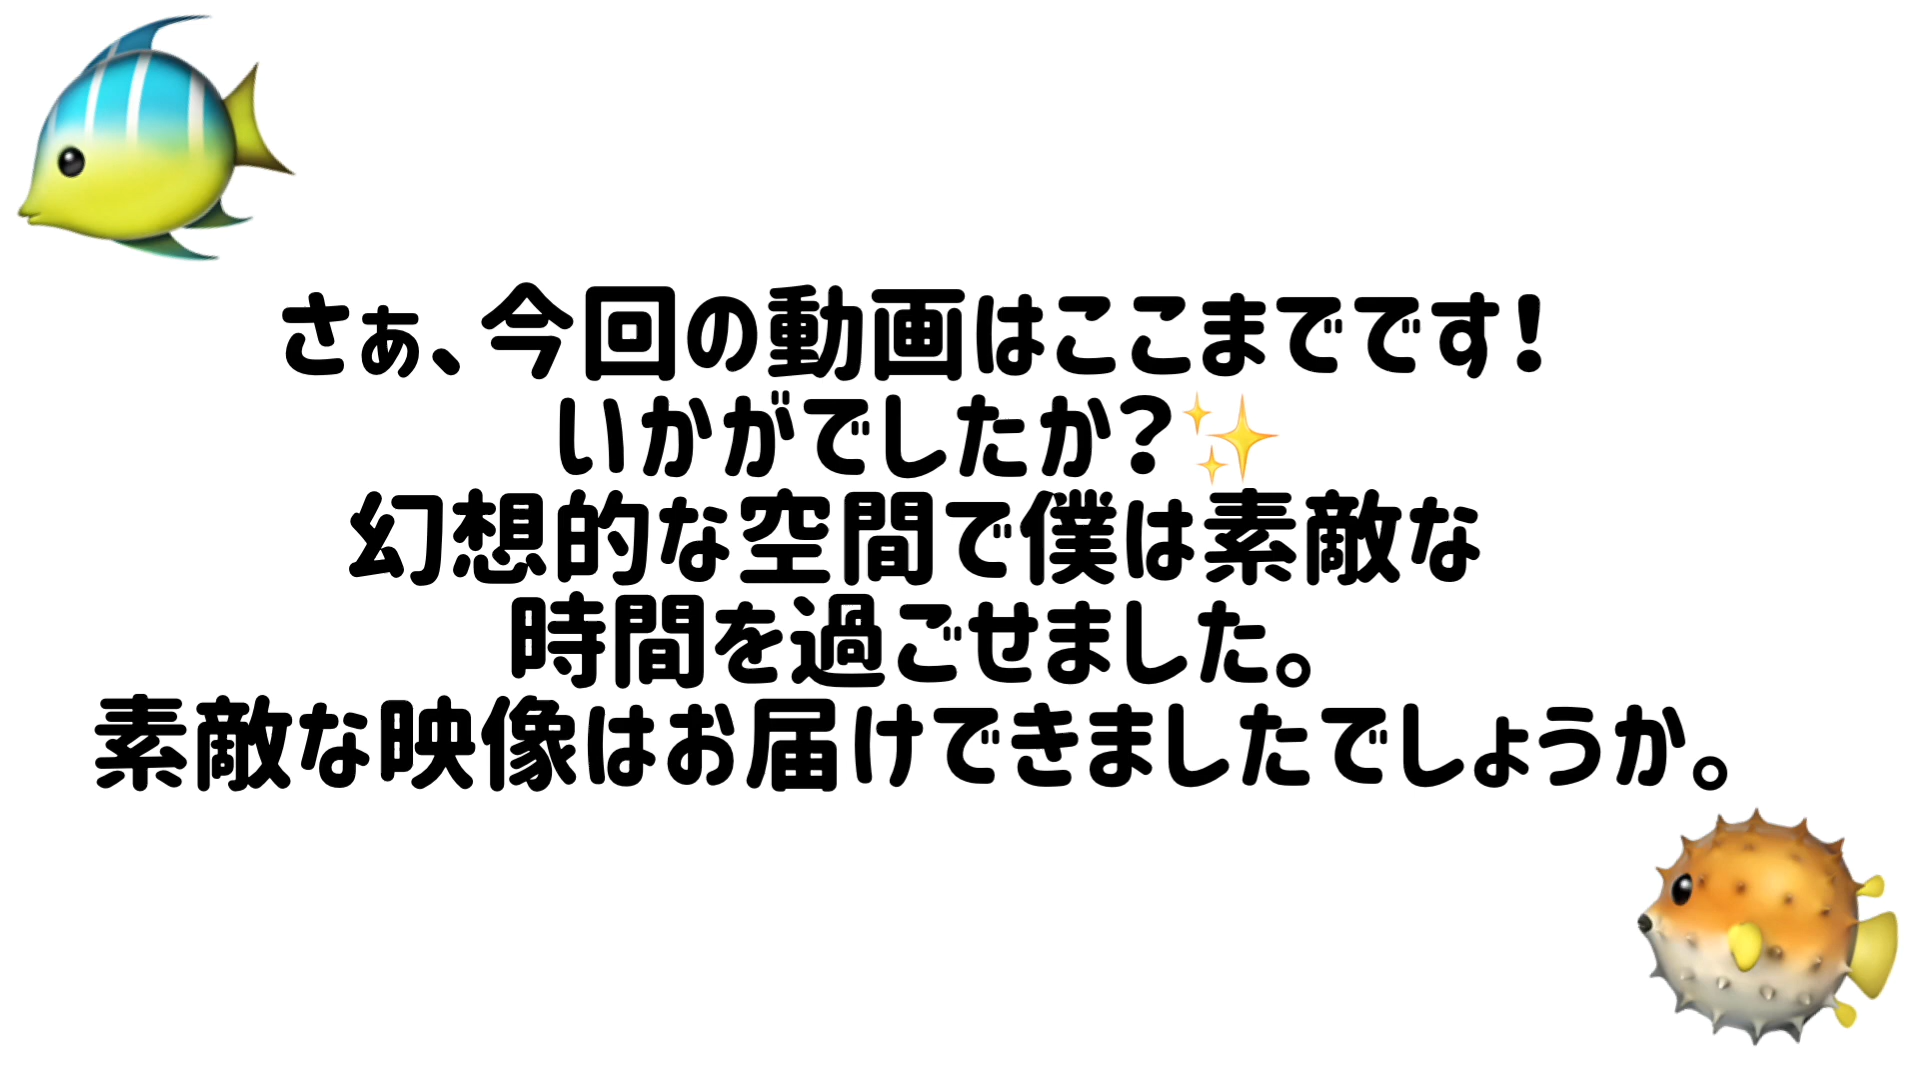 さぁ、今回の動画はここまでです!
いかがでしたか?✨
幻想的な空間で僕は素敵な
時間を過ごせました。
素敵な映像はお届けできましたでしょうか。